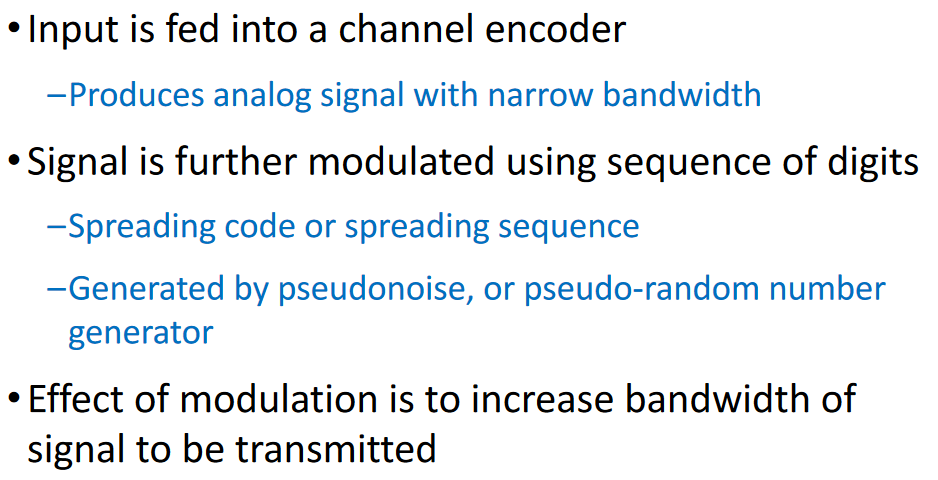 • Input is fed into a channel encoder
–Produces analog signal with narrow bandwidth
• Signal is further modulated using sequence of digits
–Spreading code or spreading sequence
–Generated by pseudonoise, or pseudo-random number
generator
• Effect of modulation is to increase bandwidth of
signal to be transmitted